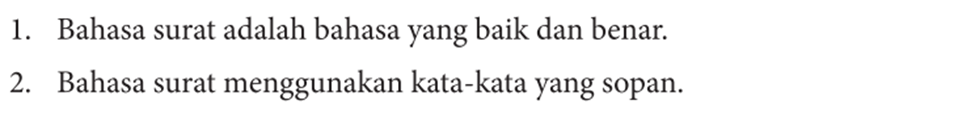 1. Bahasa surat adalah bahasa yang baik dan benar.
2. Bahasa surat menggunakan kata-kata yang sopan.